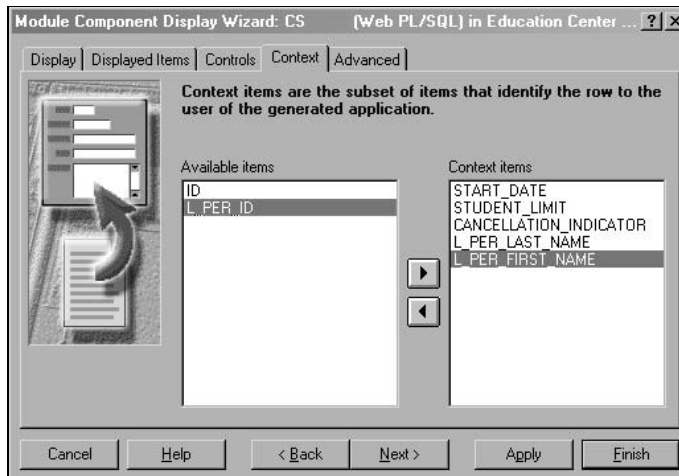 Module Component Display Wizard: CS (Web PL/SQL) in Education Center ...
Display Displayed Items Controls Context Advanced
Context items are the subset of items that identify the row to the
user of the generated application.
Available items
ID
L_PER_ID
Context items
START_DATE
STUDENT_LIMIT
CANCELLATION_INDICATOR
L_PER_LAST_NAME
L_PER_FIRST_NAME
Cancel Help < Back Next > Apply Finish